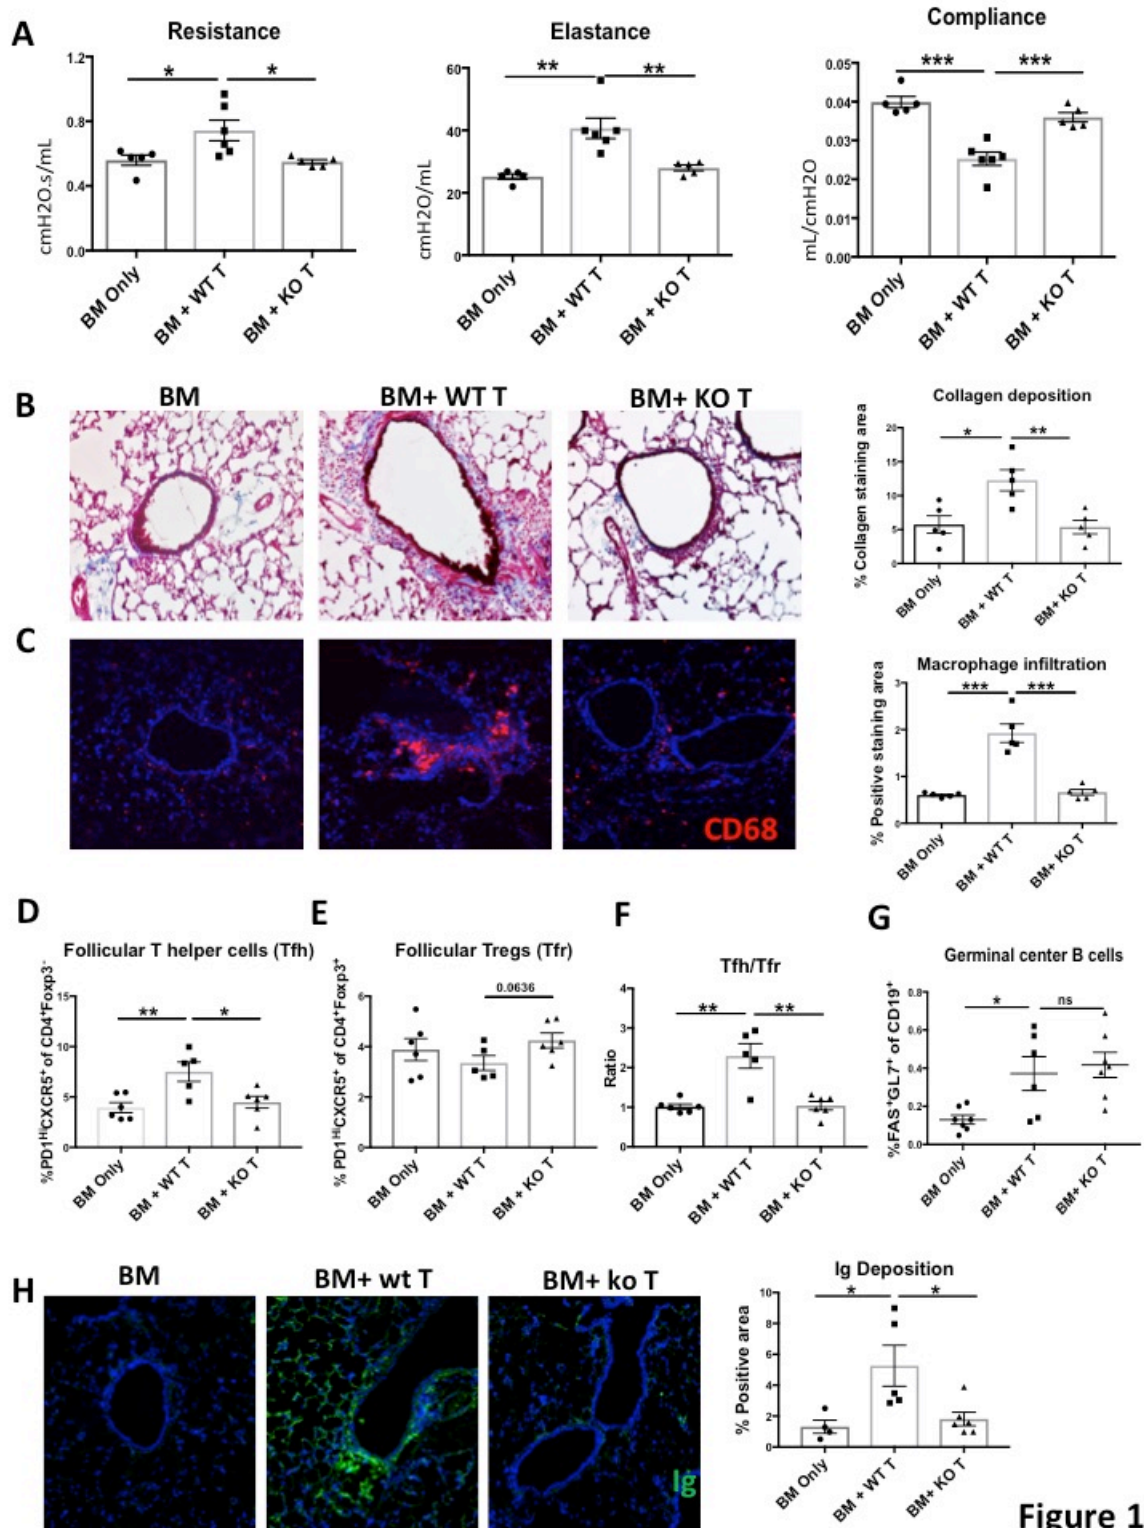 A
Resistance
*
*
cmH2O.s/mL
1.2
0.8
0.4
0.0
BM Only
BM + WT T
BM + KO T
Elastance
**
**
cmH2O/mL
60
40
20
0
BM Only
BM + WT T
BM + KO T
Compliance
***
***
mL/cmH2O
0.05
0.04
0.03
0.02
0.01
0.00
BM Only
BM + WT T
BM + KO T
B
BM
BM+ WT T
BM+ KO T
Collagen deposition
*
**
% Collagen staining area
20
15
10
5
0
BM Only
BM + WT T
BM+ KO T
C
CD68
Macrophage infiltration
***
***
% Positive staining area
3
2
1
0
BM Only
BM + WT T
BM+ KO T
D
Follicular T helper cells (Tfh)
**
*
%PD1ᴴⁱCXCR5⁺ of CD4⁺Foxp3⁻
15
10
5
0
BM Only
BM + WT T
BM + KO T
E
Follicular Tregs (Tfr)
0.0636
% PD1ᴴⁱCXCR5⁺ of CD4⁺Foxp3⁺
6
4
2
0
BM Only
BM + WT T
BM + KO T
F
Tfh/Tfr
**
**
Ratio
4
3
2
1
0
BM Only
BM + WT T
BM + KO T
G
Germinal center B cells
*
ns
%FAS⁺GL7⁺ of CD19⁺
0.8
0.6
0.4
0.2
0.0
BM Only
BM + WT T
BM+ KO T
H
BM
BM+ wt T
BM+ ko T
Ig
Ig Deposition
*
*
% Positive area
10
8
6
4
2
0
BM Only
BM + WT T
BM+ KO T
Figure 1